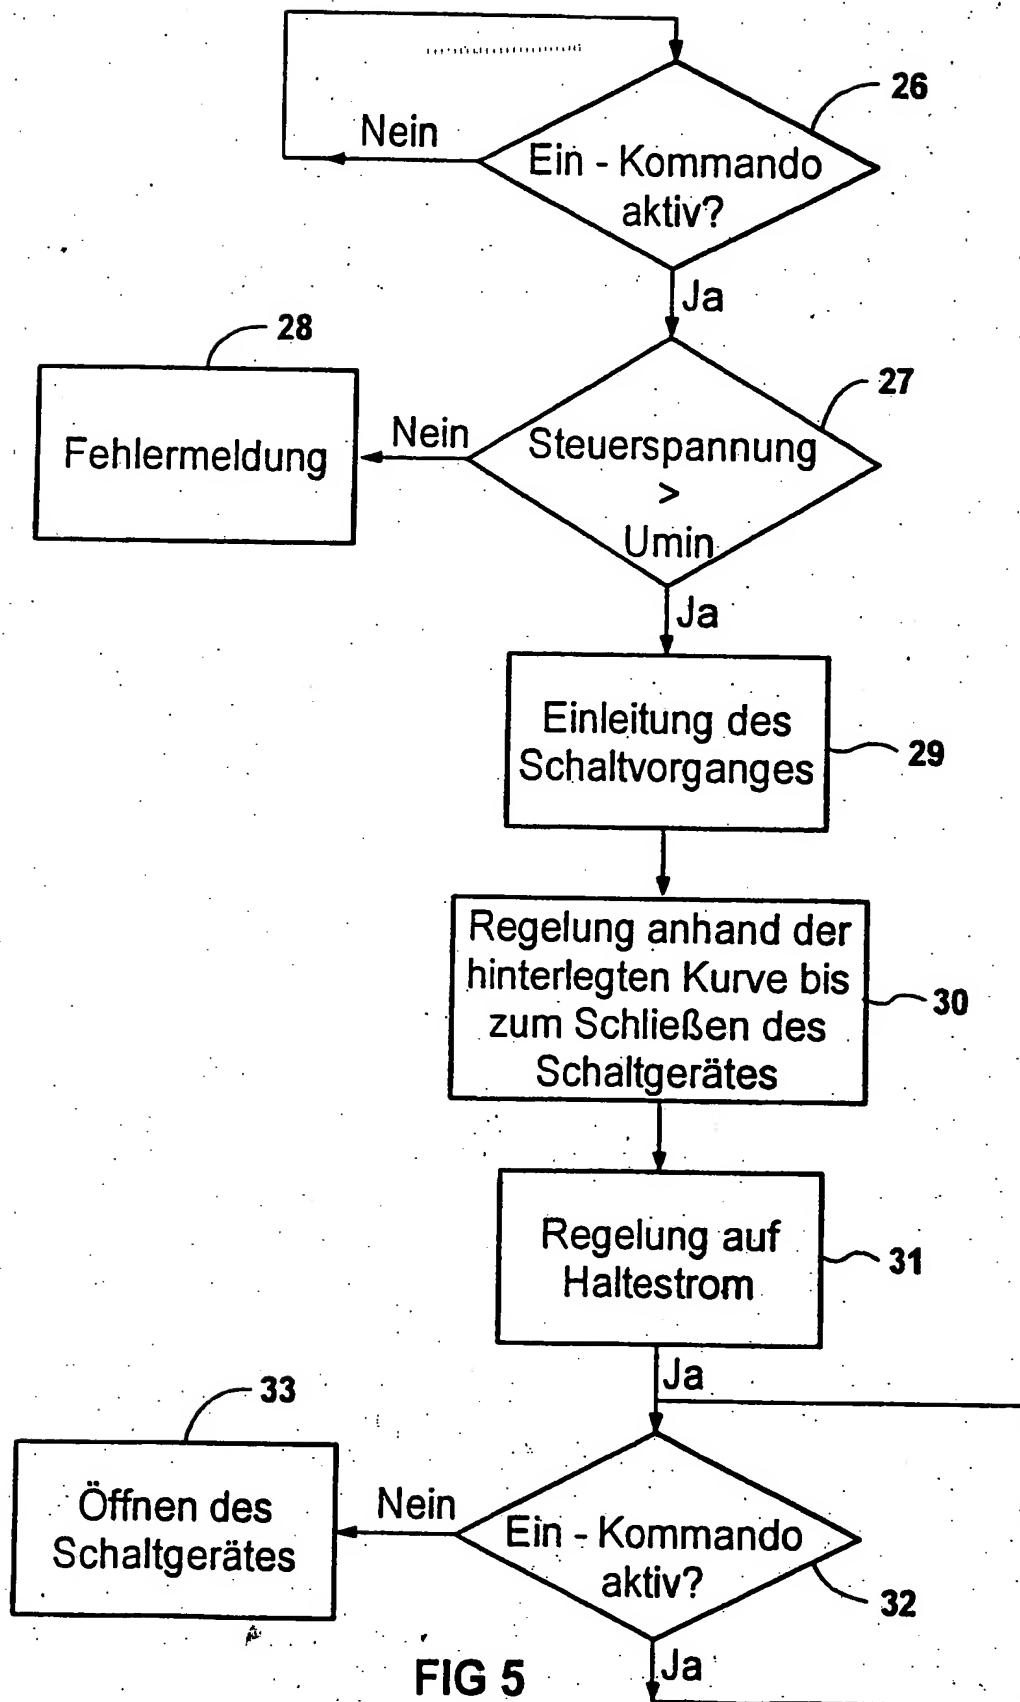 26
Nein
Ein - Kommando
aktiv?
Ja
28
27
Fehlermeldung
Nein
Steuerspannung
>
Umin
Ja
Einleitung des
Schaltvorganges
29
Regelung anhand der
hinterlegten Kurve bis
zum Schließen des
Schaltgerätes
30
Regelung auf
Haltestrom
31
Ja
33
Öffnen des
Schaltgerätes
Nein
Ein - Kommando
aktiv?
32
Ja
FIG 5